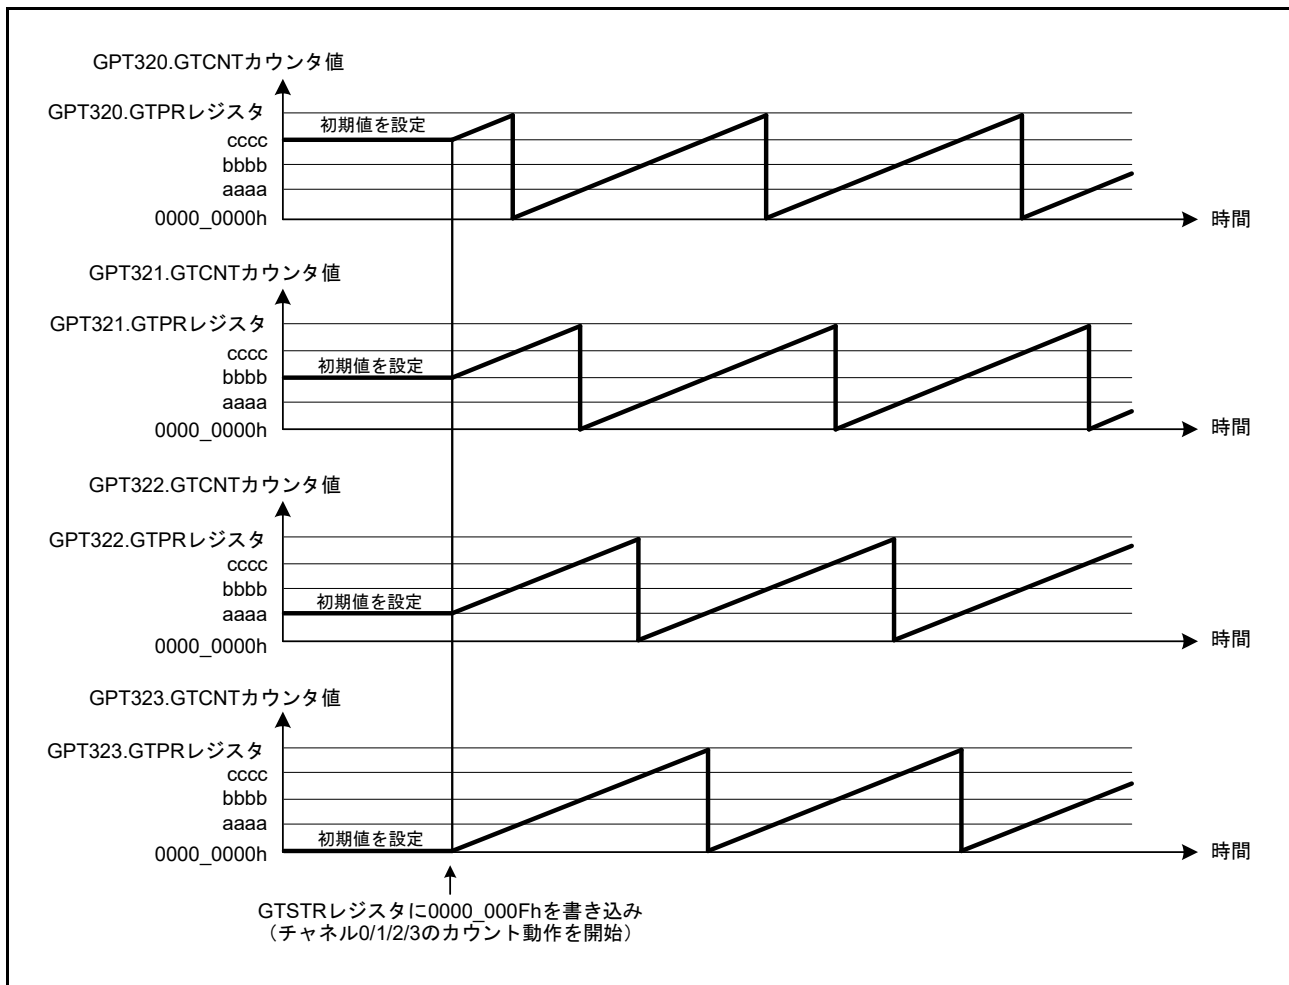 GPT320.GTCNTカウンタ値
GPT320.GTPRレジスタ
初期値を設定
cccc
bbbb
aaaa
0000_0000h
時間
GPT321.GTCNTカウンタ値
GPT321.GTPRレジスタ
cccc
初期値を設定
bbbb
aaaa
0000_0000h
時間
GPT322.GTCNTカウンタ値
GPT322.GTPRレジスタ
cccc
bbbb
初期値を設定
aaaa
0000_0000h
時間
GPT323.GTCNTカウンタ値
GPT323.GTPRレジスタ
cccc
bbbb
aaaa
初期値を設定
0000_0000h
時間
GTSTRレジスタに0000_000Fhを書き込み
（チャネル0/1/2/3のカウント動作を開始）